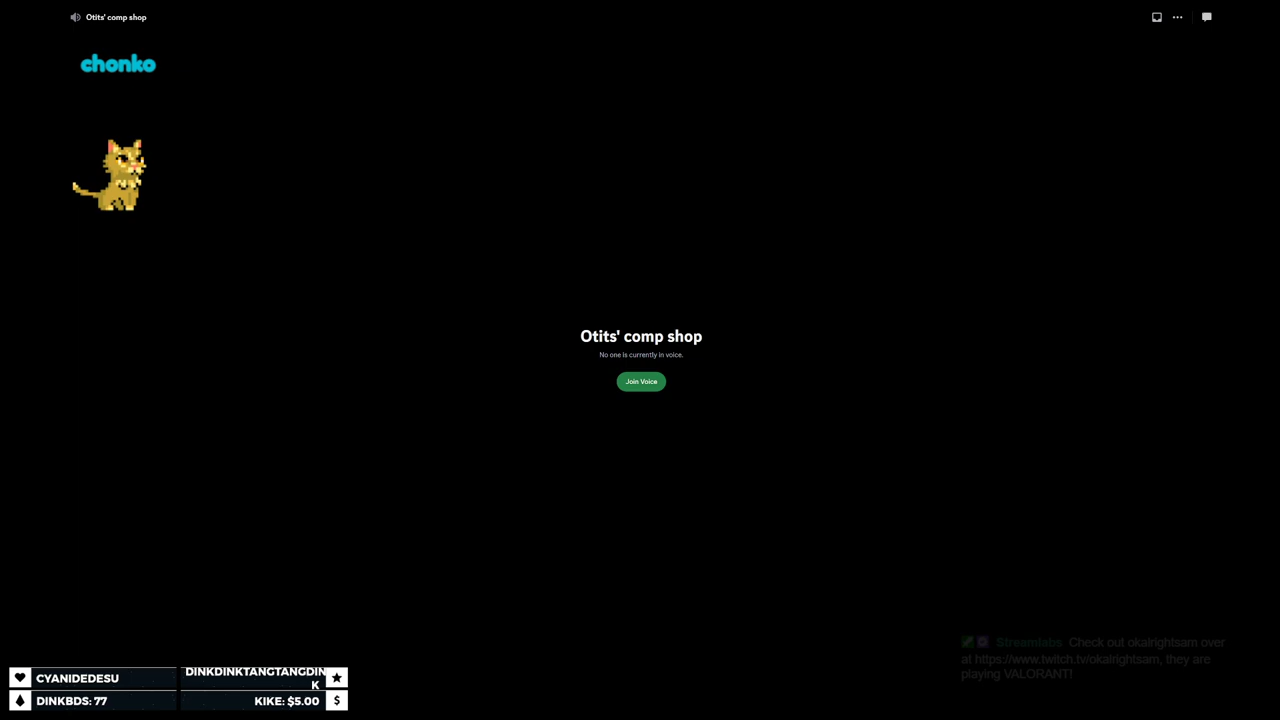 Otits' comp shop
chonko
Otits' comp shop
No one is currently in voice.
Join Voice
Streamlabs Check out okalrightsam over
at https://www.twitch.tv/okalrightsam, they are
playing VALORANT!
CYANIDEDESU
DINKDINKTANGTANGDIN
K
DINKBDS: 77
KIKE: $5.00
$